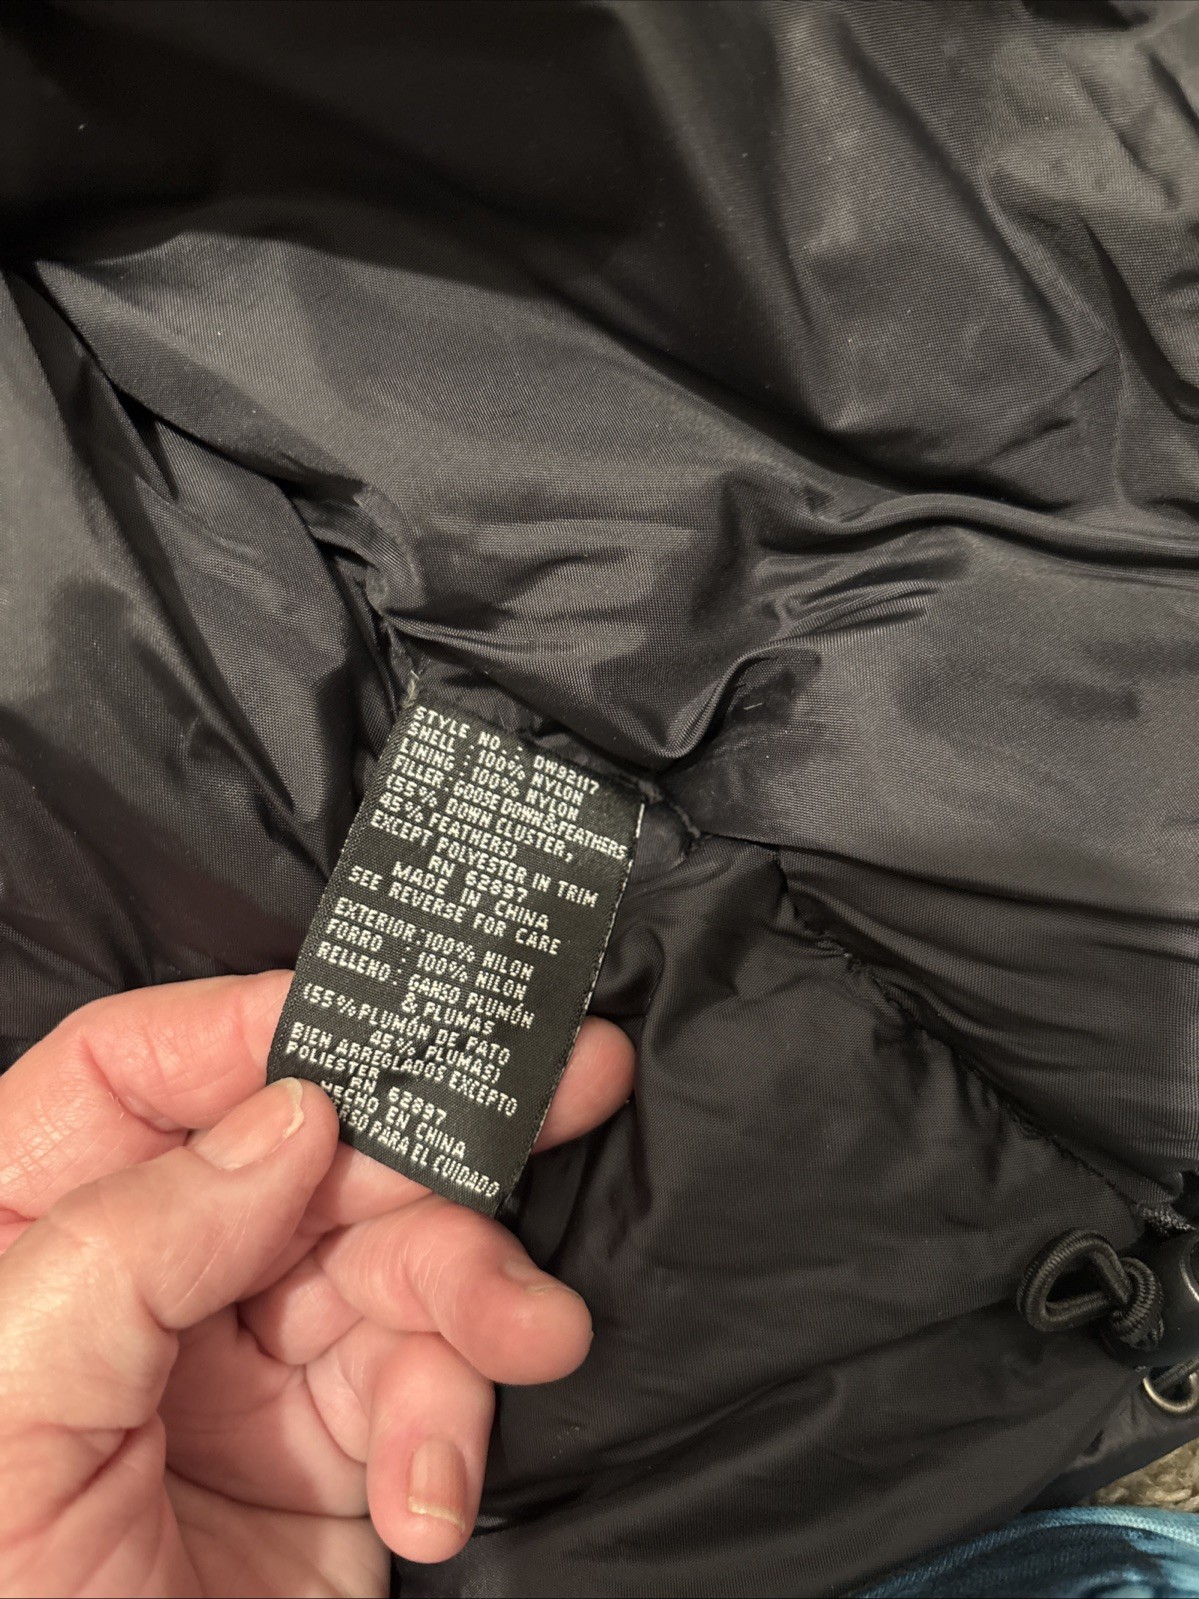 STYLE NO. : DW92117
SHELL : 100% NYLON
LINING : 100% NYLON
FILLER : GOOSE DOWN & FEATHERS
(55% DOWN CLUSTER,
45% FEATHERS)
EXCEPT POLYESTER IN TRIM
RN 62897
MADE IN CHINA
SEE REVERSE FOR CARE
EXTERIOR : 100% NILON
FORRO : 100% NILON
RELLENO : GANSO PLUMÓN
& PLUMAS
(55% PLUMÓN DE PATO
45% PLUMAS)
BIEN ARREGLADOS EXCEPTO
POLIESTER
RN 62897
HECHO EN CHINA
PARA EL CUIDADO